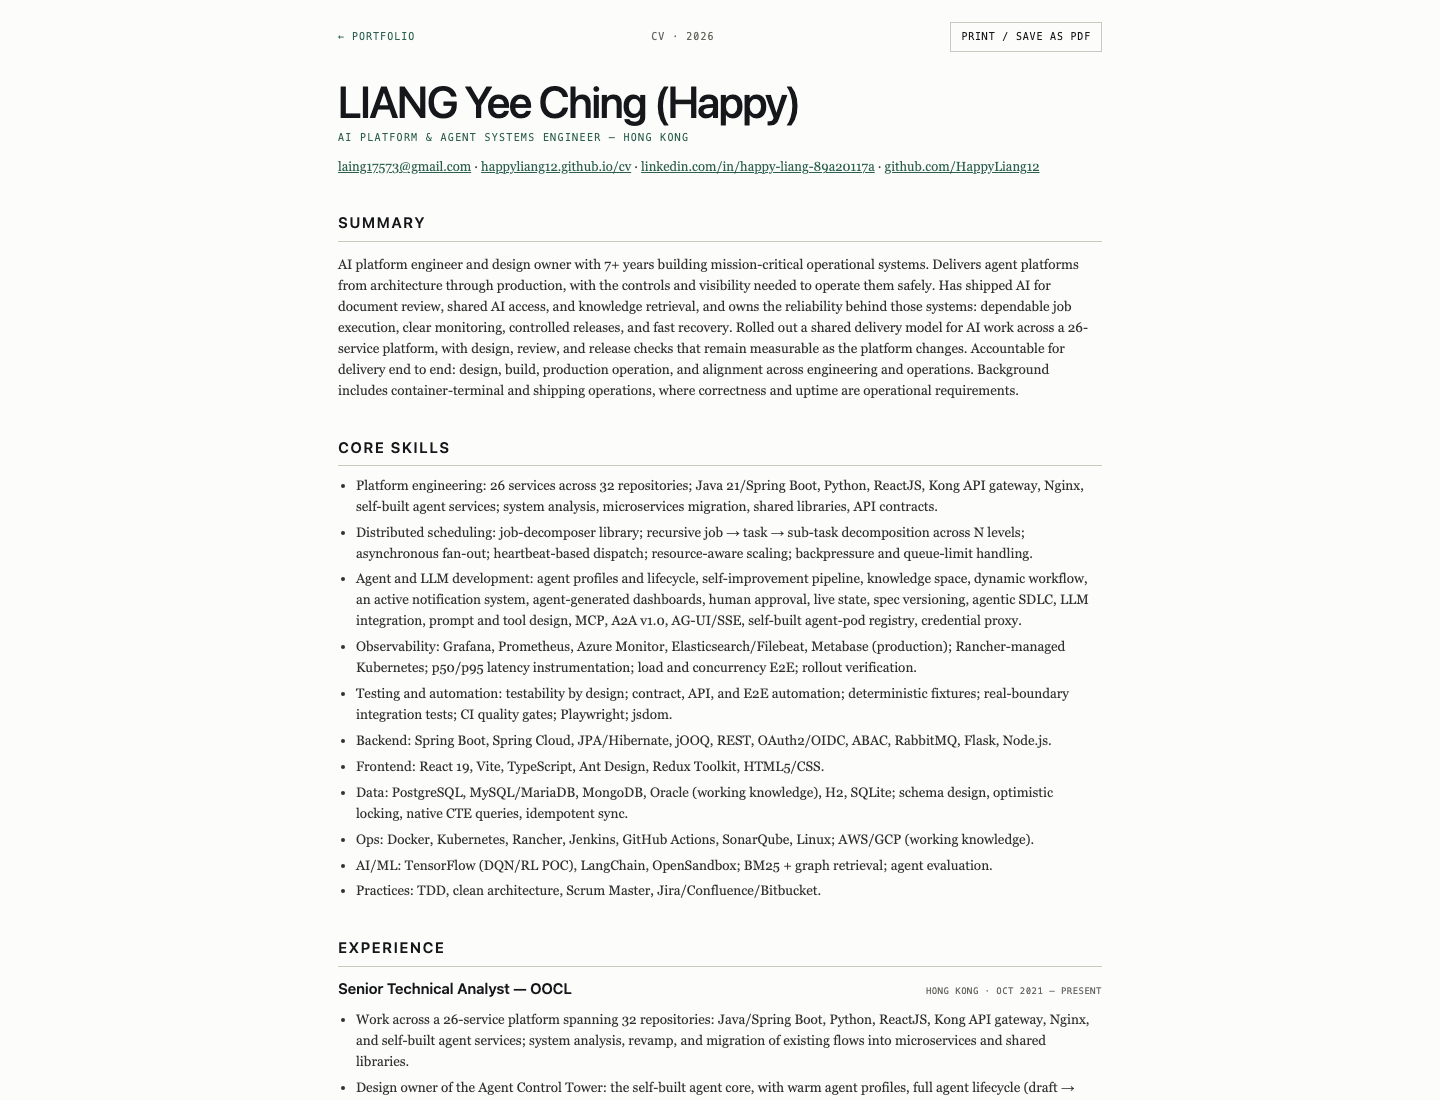 ← PORTFOLIO
CV · 2026
PRINT / SAVE AS PDF
LIANG Yee Ching (Happy)
AI PLATFORM & AGENT SYSTEMS ENGINEER — HONG KONG
laing17573@gmail.com · happyliang12.github.io/cv · linkedin.com/in/happy-liang-89a20117a · github.com/HappyLiang12
SUMMARY
AI platform engineer and design owner with 7+ years building mission-critical operational systems. Delivers agent platforms
from architecture through production, with the controls and visibility needed to operate them safely. Has shipped AI for
document review, shared AI access, and knowledge retrieval, and owns the reliability behind those systems: dependable job
execution, clear monitoring, controlled releases, and fast recovery. Rolled out a shared delivery model for AI work across a 26-
service platform, with design, review, and release checks that remain measurable as the platform changes. Accountable for
delivery end to end: design, build, production operation, and alignment across engineering and operations. Background
includes container-terminal and shipping operations, where correctness and uptime are operational requirements.
CORE SKILLS
• Platform engineering: 26 services across 32 repositories; Java 21/Spring Boot, Python, ReactJS, Kong API gateway, Nginx,
self-built agent services; system analysis, microservices migration, shared libraries, API contracts.
• Distributed scheduling: job-decomposer library; recursive job → task → sub-task decomposition across N levels;
asynchronous fan-out; heartbeat-based dispatch; resource-aware scaling; backpressure and queue-limit handling.
• Agent and LLM development: agent profiles and lifecycle, self-improvement pipeline, knowledge space, dynamic workflow,
an active notification system, agent-generated dashboards, human approval, live state, spec versioning, agentic SDLC, LLM
integration, prompt and tool design, MCP, A2A v1.0, AG-UI/SSE, self-built agent-pod registry, credential proxy.
• Observability: Grafana, Prometheus, Azure Monitor, Elasticsearch/Filebeat, Metabase (production); Rancher-managed
Kubernetes; p50/p95 latency instrumentation; load and concurrency E2E; rollout verification.
• Testing and automation: testability by design; contract, API, and E2E automation; deterministic fixtures; real-boundary
integration tests; CI quality gates; Playwright; jsdom.
• Backend: Spring Boot, Spring Cloud, JPA/Hibernate, jOOQ, REST, OAuth2/OIDC, ABAC, RabbitMQ, Flask, Node.js.
• Frontend: React 19, Vite, TypeScript, Ant Design, Redux Toolkit, HTML5/CSS.
• Data: PostgreSQL, MySQL/MariaDB, MongoDB, Oracle (working knowledge), H2, SQLite; schema design, optimistic
locking, native CTE queries, idempotent sync.
• Ops: Docker, Kubernetes, Rancher, Jenkins, GitHub Actions, SonarQube, Linux; AWS/GCP (working knowledge).
• AI/ML: TensorFlow (DQN/RL POC), LangChain, OpenSandbox; BM25 + graph retrieval; agent evaluation.
• Practices: TDD, clean architecture, Scrum Master, Jira/Confluence/Bitbucket.
EXPERIENCE
Senior Technical Analyst — OOCL
HONG KONG · OCT 2021 — PRESENT
• Work across a 26-service platform spanning 32 repositories: Java/Spring Boot, Python, ReactJS, Kong API gateway, Nginx,
and self-built agent services; system analysis, revamp, and migration of existing flows into microservices and shared
libraries.
• Design owner of the Agent Control Tower: the self-built agent core, with warm agent profiles, full agent lifecycle (draft →